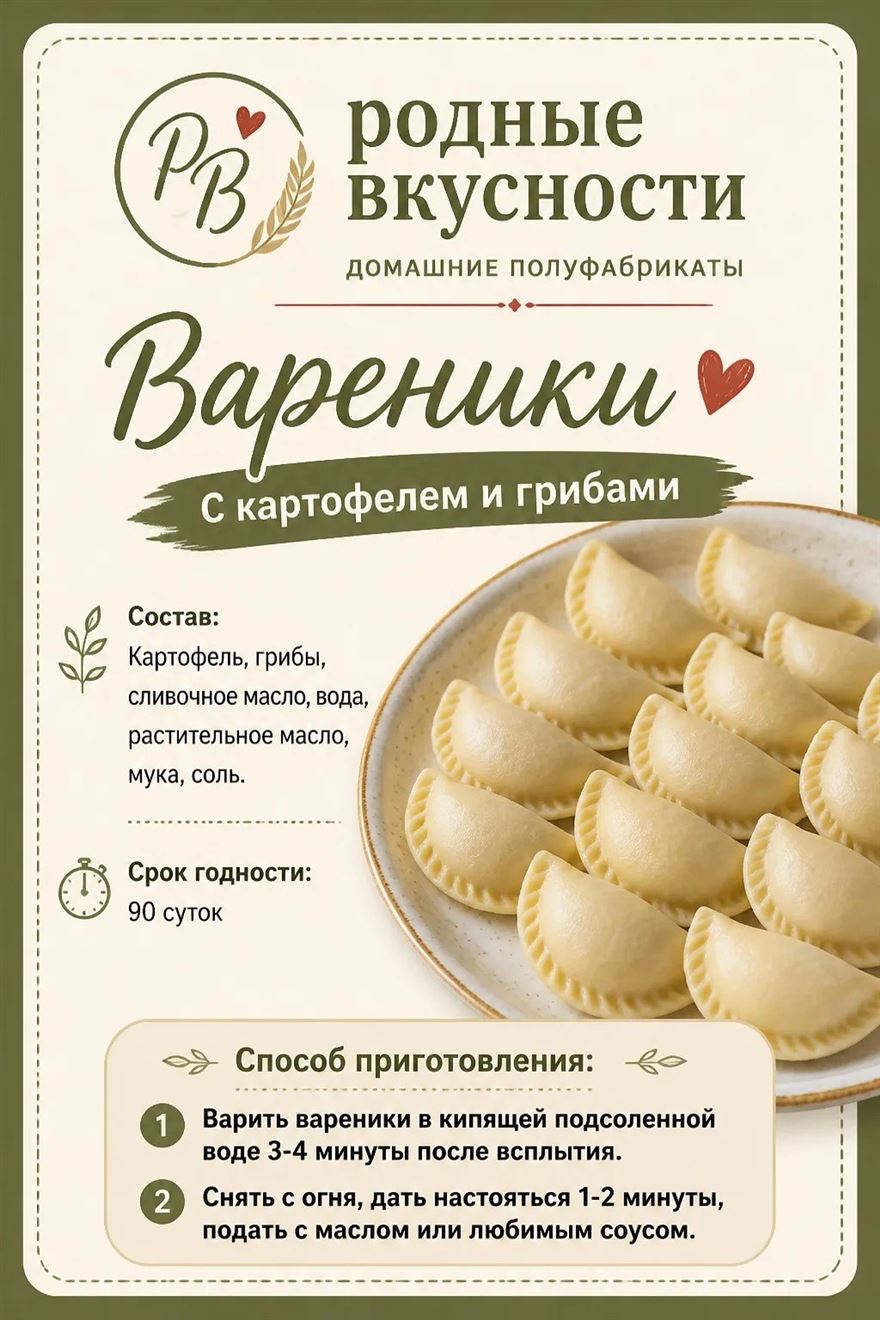 РВ
родные
вкусности
домашние полуфабрикаты
Вареники
С картофелем и грибами
Состав:
Картофель, грибы,
сливочное масло, вода,
растительное масло,
мука, соль.
Срок годности:
90 суток
Способ приготовления:
1 Варить вареники в кипящей подсоленной
воде 3-4 минуты после всплытия.
2 Снять с огня, дать настояться 1-2 минуты,
подать с маслом или любимым соусом.